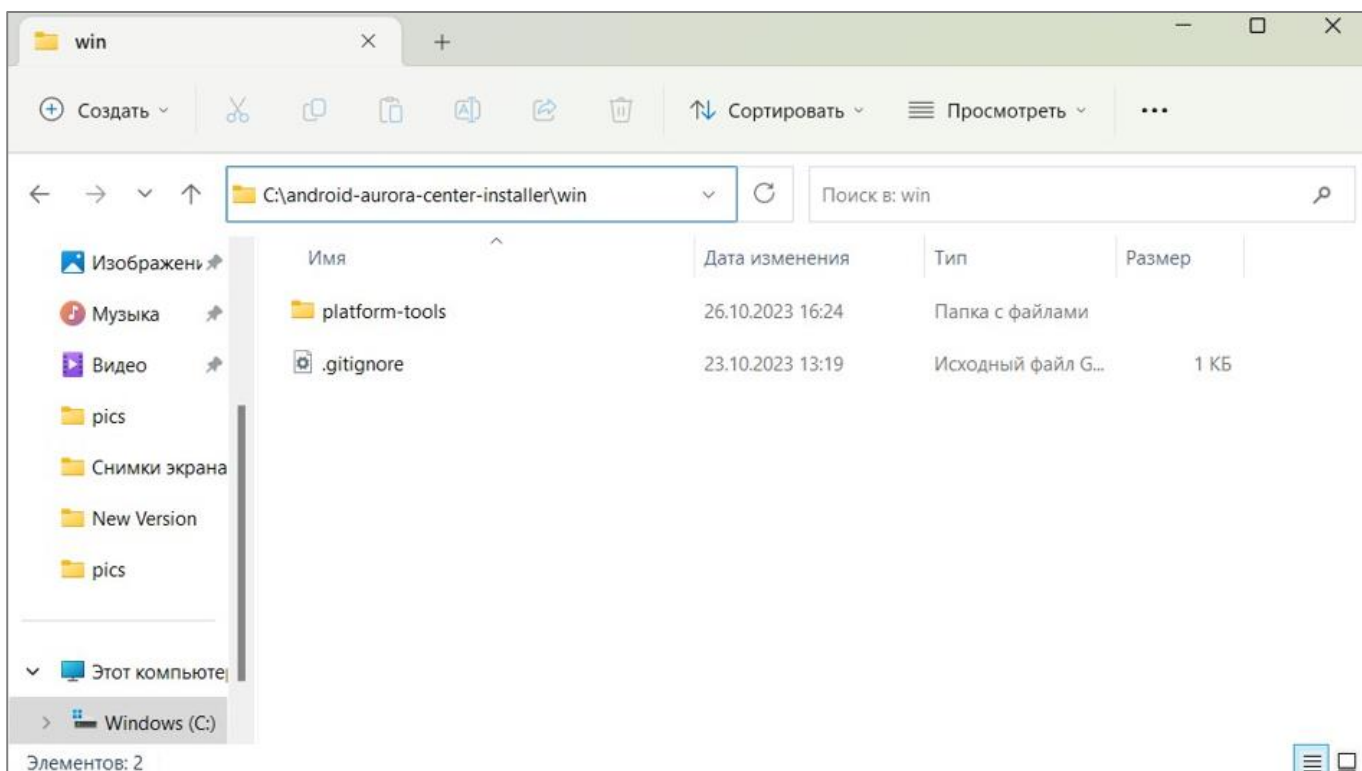 win
Создать
Сортировать
Просмотреть
C:\android-aurora-center-installer\win
Поиск в: win
Имя Дата изменения Тип Размер
platform-tools 26.10.2023 16:24 Папка с файлами
.gitignore 23.10.2023 13:19 Исходный файл G... 1 КБ
Изображени
Музыка
Видео
pics
Снимки экрана
New Version
pics
Этот компьютер
Windows (C:)
Элементов: 2